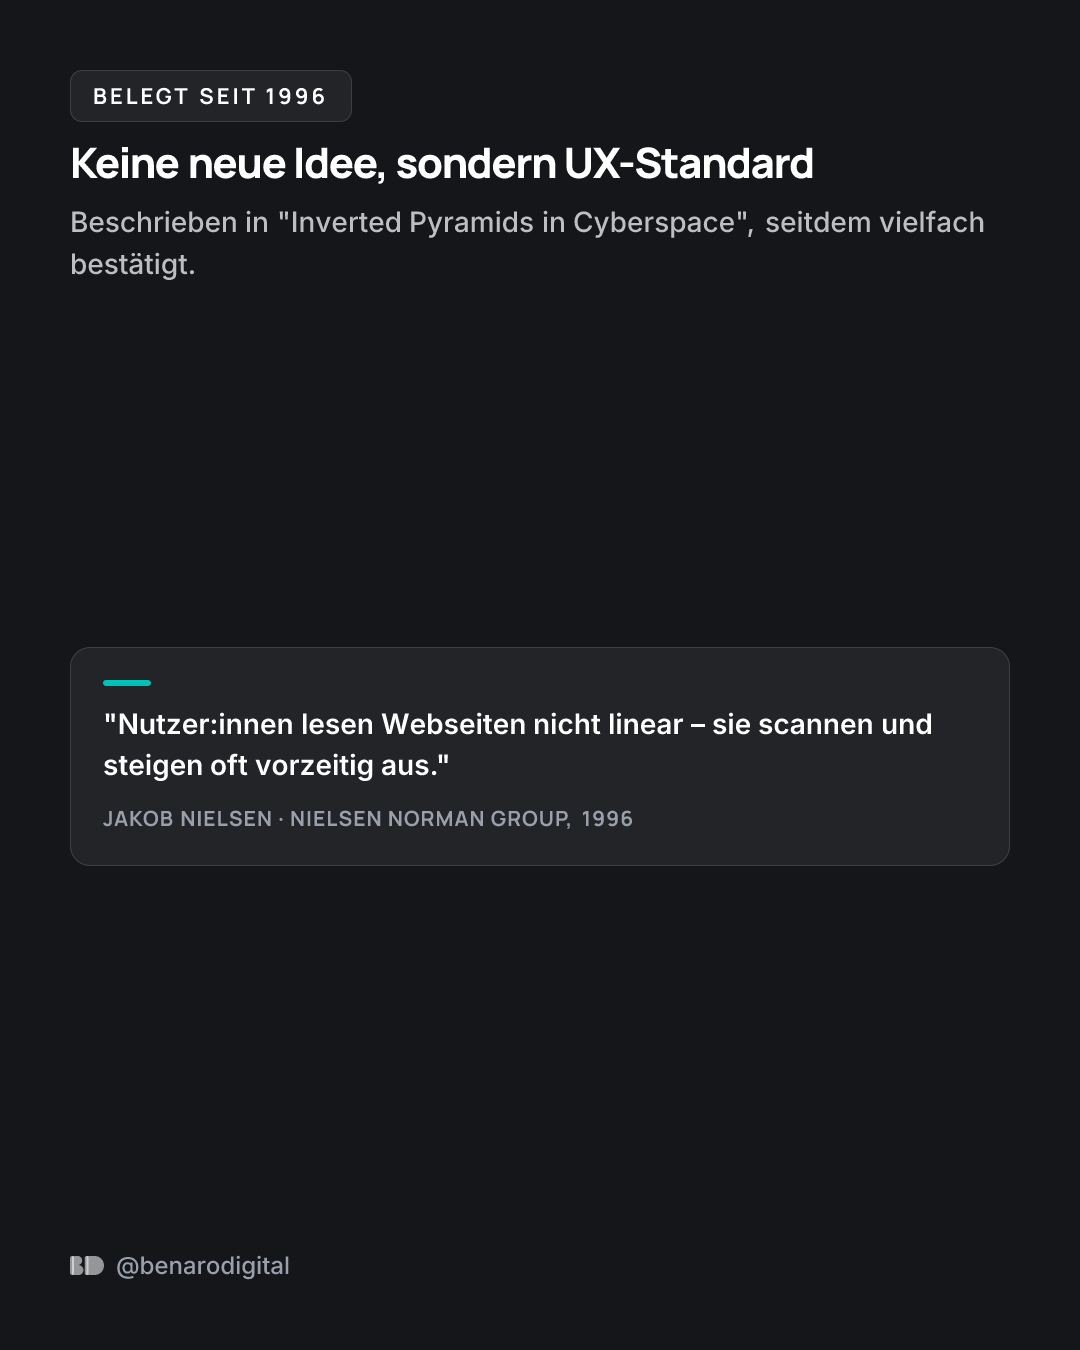 BELEGT SEIT 1996
Keine neue Idee, sondern UX-Standard
Beschrieben in "Inverted Pyramids in Cyberspace", seitdem vielfach
bestätigt.
"Nutzer:innen lesen Webseiten nicht linear – sie scannen und
steigen oft vorzeitig aus."
JAKOB NIELSEN · NIELSEN NORMAN GROUP, 1996
BD @benarodigital